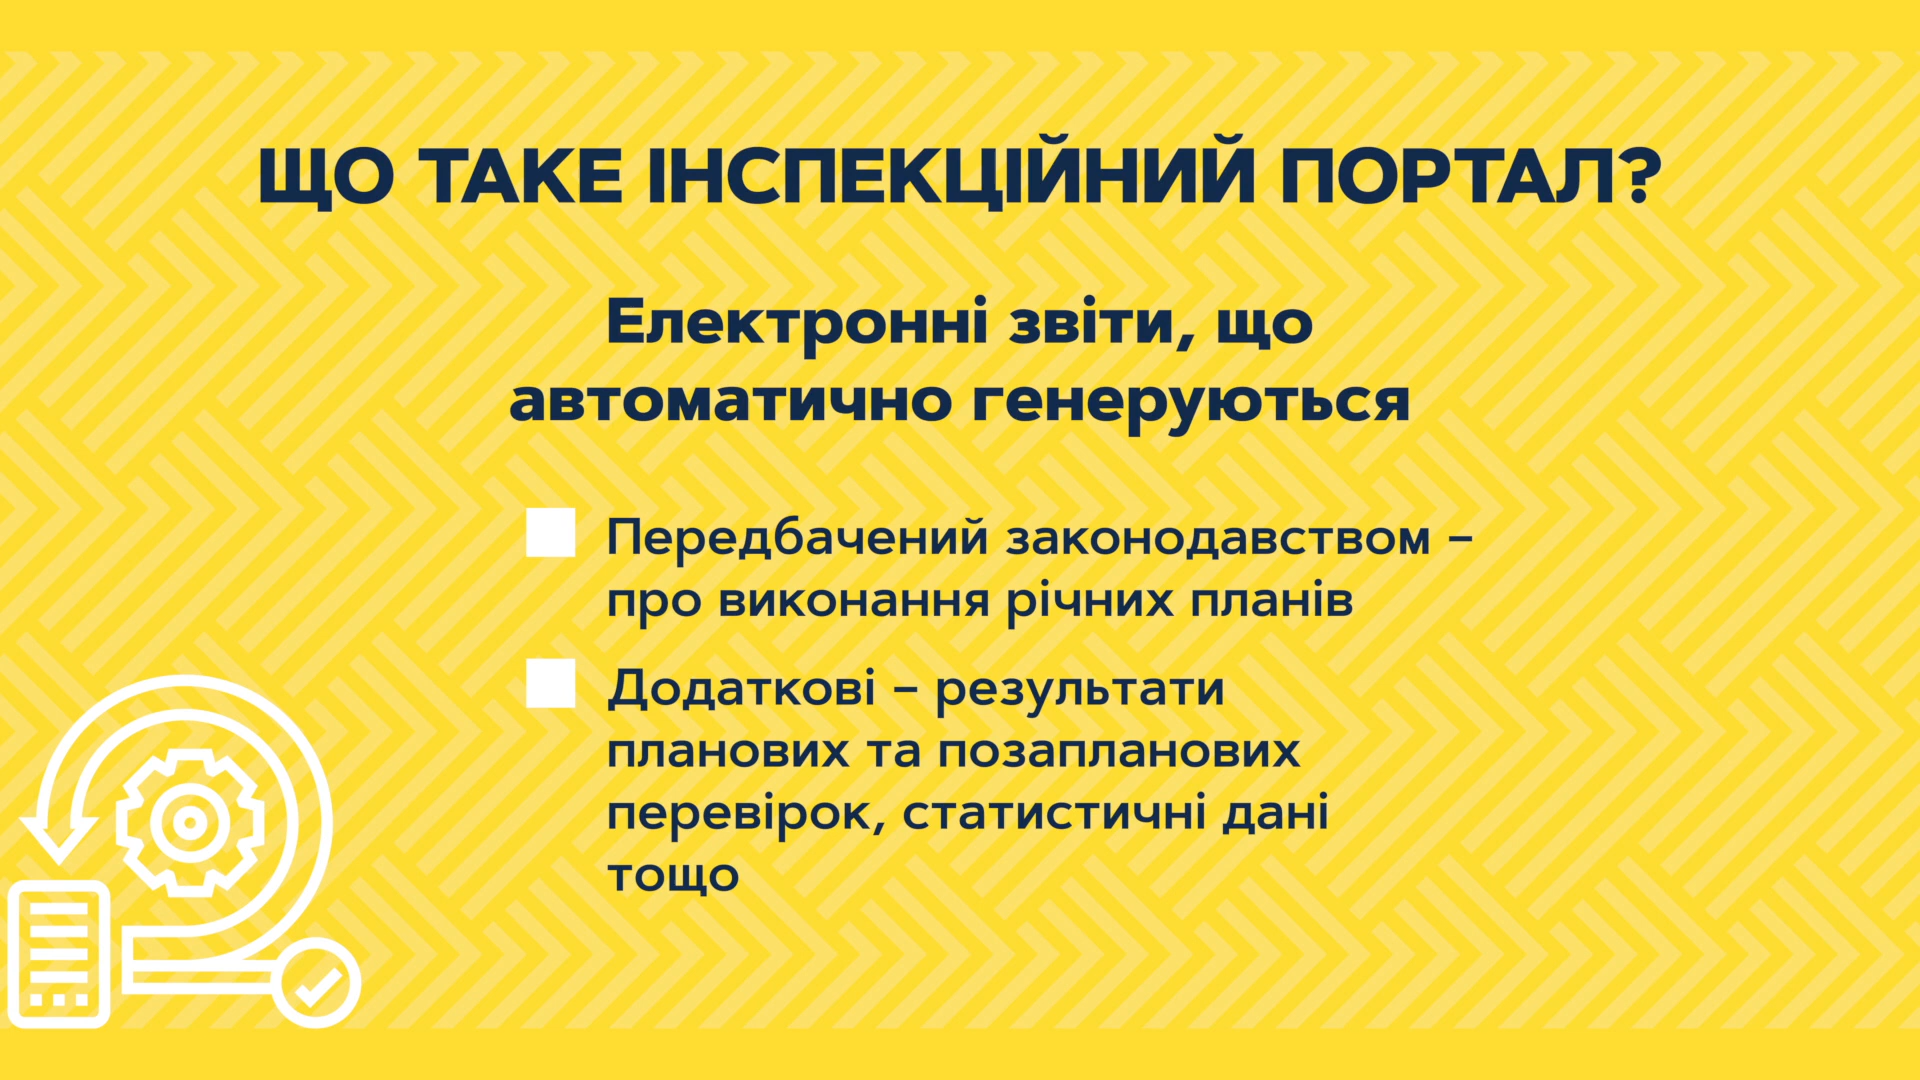 ЩО ТАКЕ ІНСПЕКЦІЙНИЙ ПОРТАЛ?
Електронні звіти, що
автоматично генеруються
Передбачений законодавством –
про виконання річних планів
Додаткові – результати
планових та позапланових
перевірок, статистичні дані
тощо